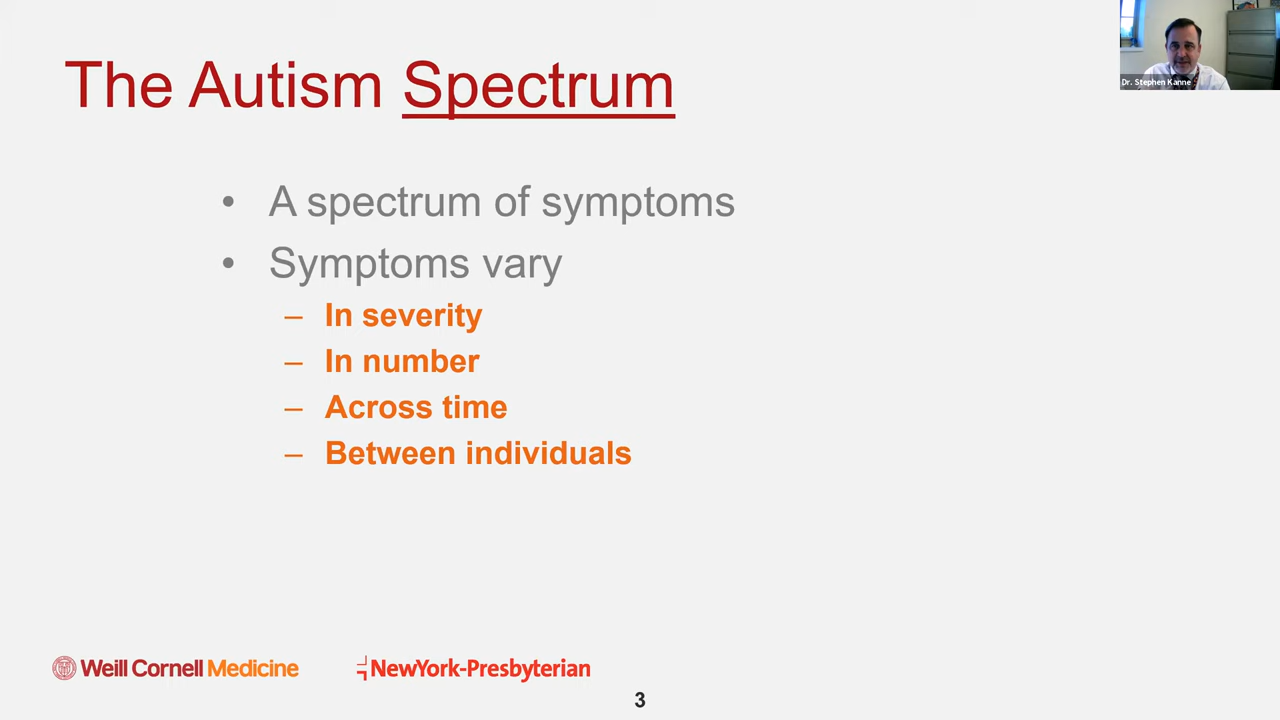 The Autism Spectrum
Dr. Stephen Kanne
• A spectrum of symptoms
• Symptoms vary
– In severity
– In number
– Across time
– Between individuals
Weill Cornell Medicine
NewYork-Presbyterian
3